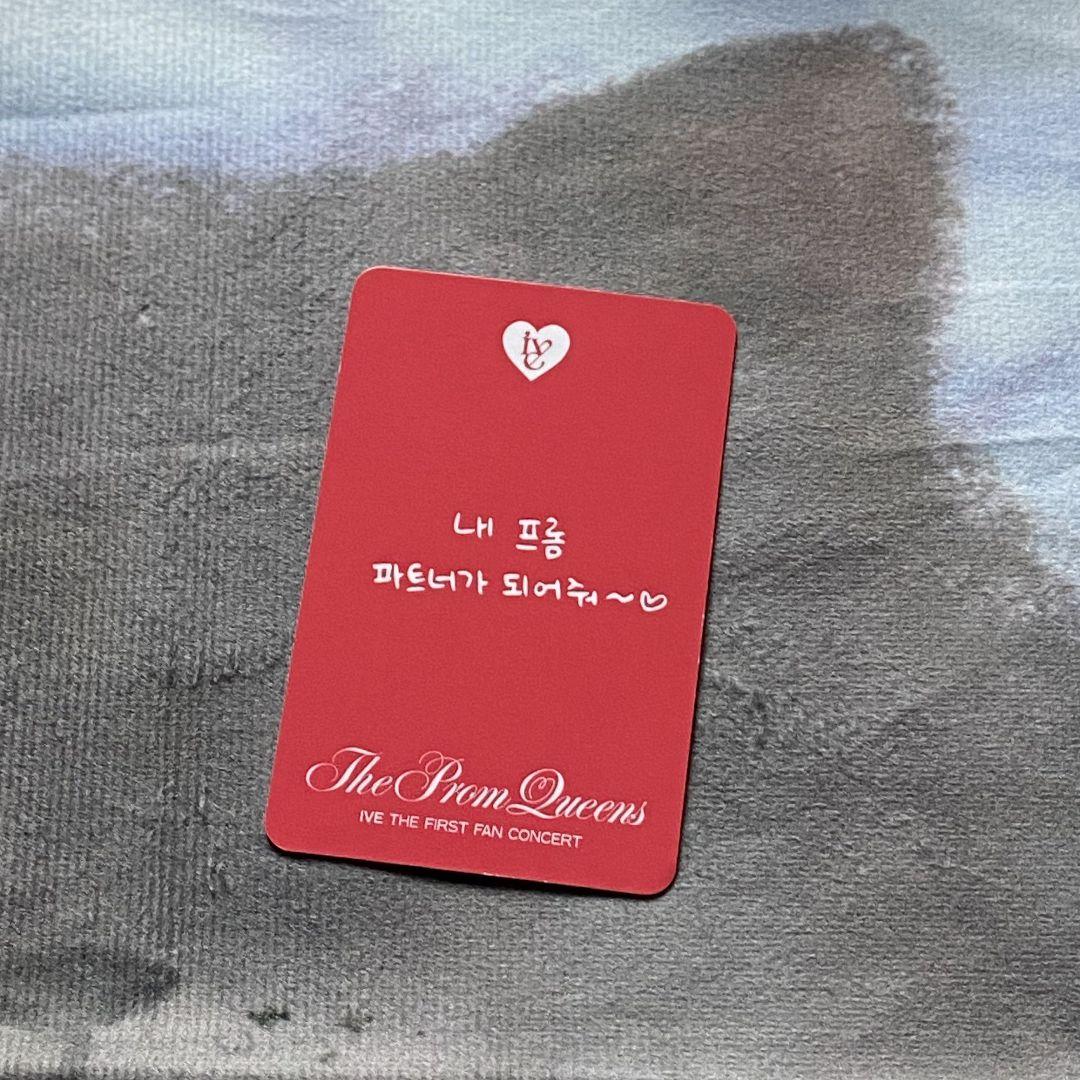 ive
내 프롬
파트너가 되어줘~♡
The Prom Queens
IVE THE FIRST FAN CONCERT